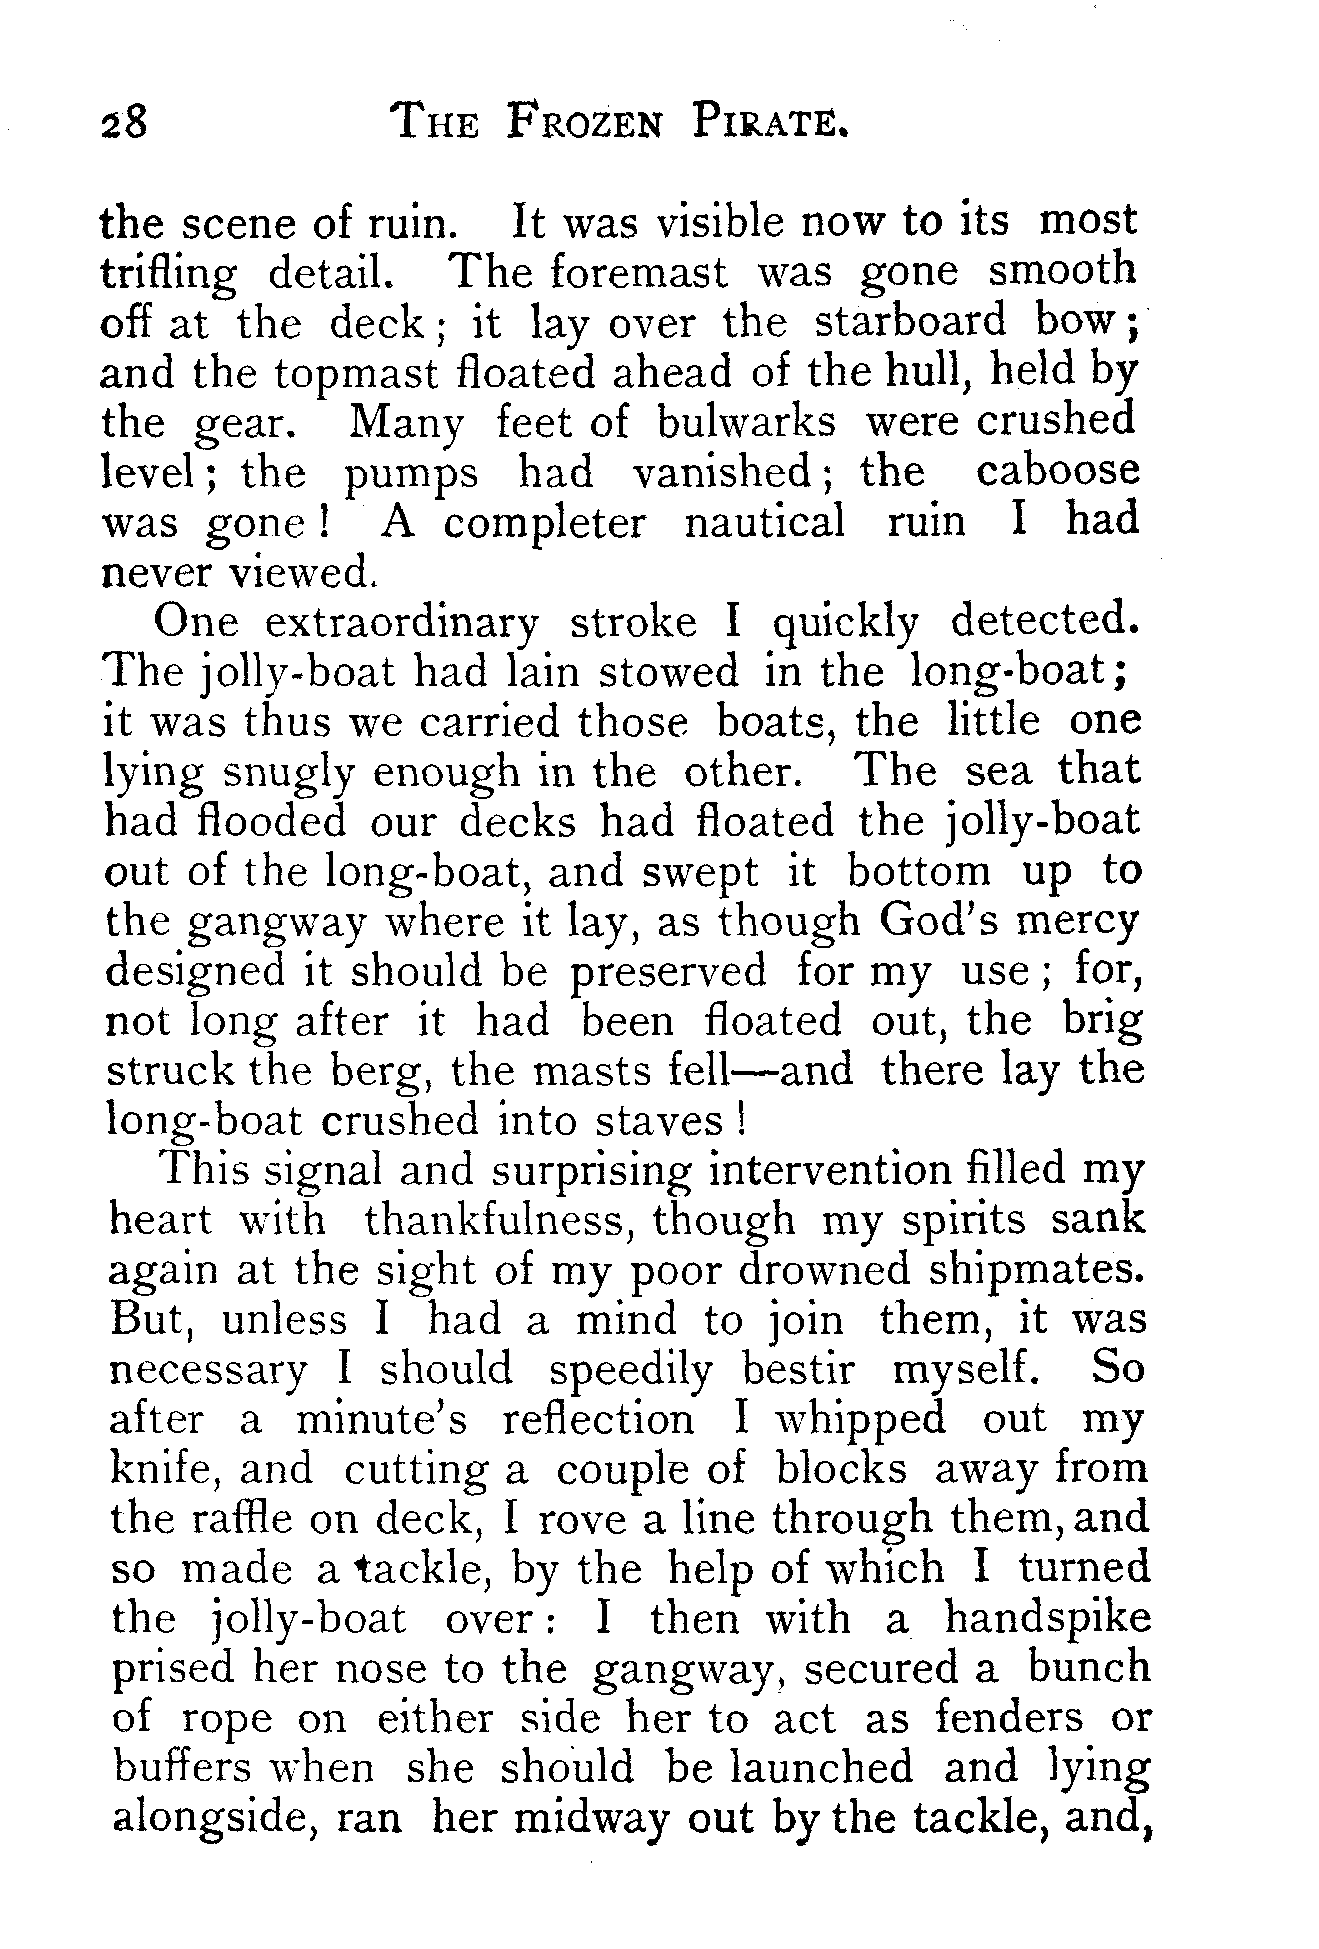 28 THE FROZEN PIRATE.
the scene of ruin. It was visible now to its most
trifling detail. The foremast was gone smooth
off at the deck; it lay over the starboard bow;
and the topmast floated ahead of the hull, held by
the gear. Many feet of bulwarks were crushed
level; the pumps had vanished; the caboose
was gone! A completer nautical ruin I had
never viewed.
One extraordinary stroke I quickly detected.
The jolly-boat had lain stowed in the long-boat;
it was thus we carried those boats, the little one
lying snugly enough in the other. The sea that
had flooded our decks had floated the jolly-boat
out of the long-boat, and swept it bottom up to
the gangway where it lay, as though God's mercy
designed it should be preserved for my use; for,
not long after it had been floated out, the brig
struck the berg, the masts fell—and there lay the
long-boat crushed into staves!
This signal and surprising intervention filled my
heart with thankfulness, though my spirits sank
again at the sight of my poor drowned shipmates.
But, unless I had a mind to join them, it was
necessary I should speedily bestir myself. So
after a minute's reflection I whipped out my
knife, and cutting a couple of blocks away from
the raffle on deck, I rove a line through them, and
so made a tackle, by the help of which I turned
the jolly-boat over: I then with a handspike
prised her nose to the gangway, secured a bunch
of rope on either side her to act as fenders or
buffers when she should be launched and lying
alongside, ran her midway out by the tackle, and,